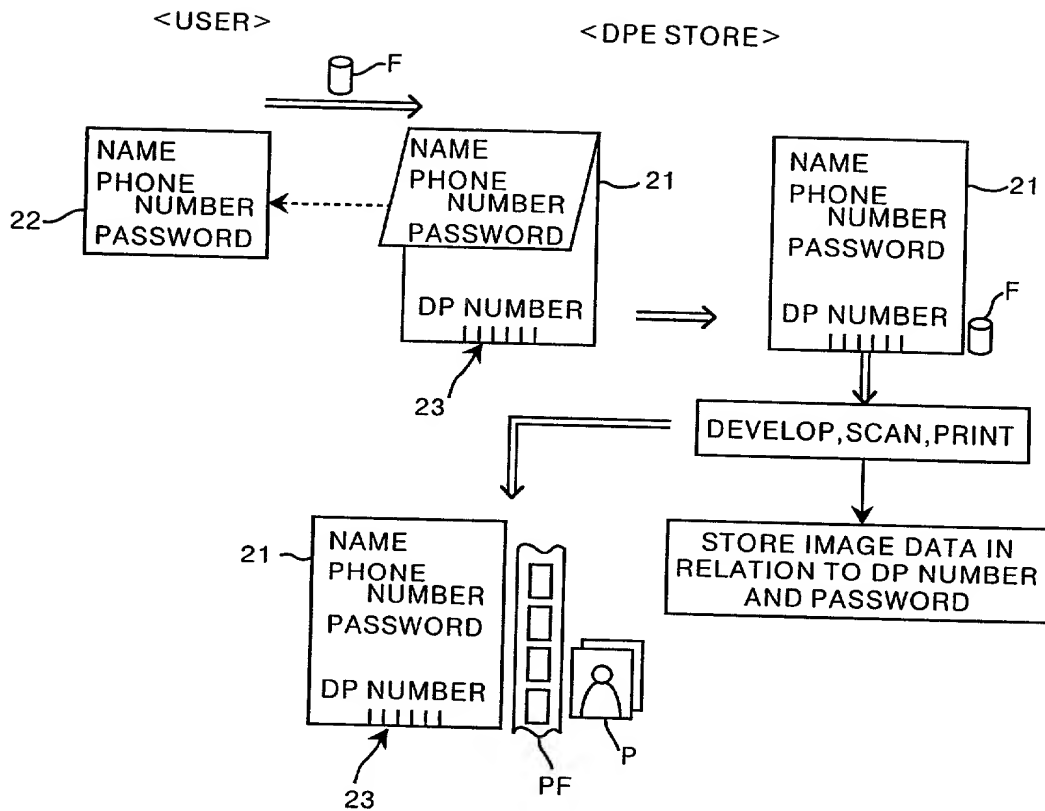 <USER>
<DPE STORE>
F
NAME
PHONE
NUMBER
PASSWORD
22
NAME
PHONE
NUMBER
PASSWORD
DP NUMBER
21
23
NAME
PHONE
NUMBER
PASSWORD
DP NUMBER
21
F
DEVELOP,SCAN,PRINT
STORE IMAGE DATA IN
RELATION TO DP NUMBER
AND PASSWORD
21
NAME
PHONE
NUMBER
PASSWORD
DP NUMBER
23
PF
P